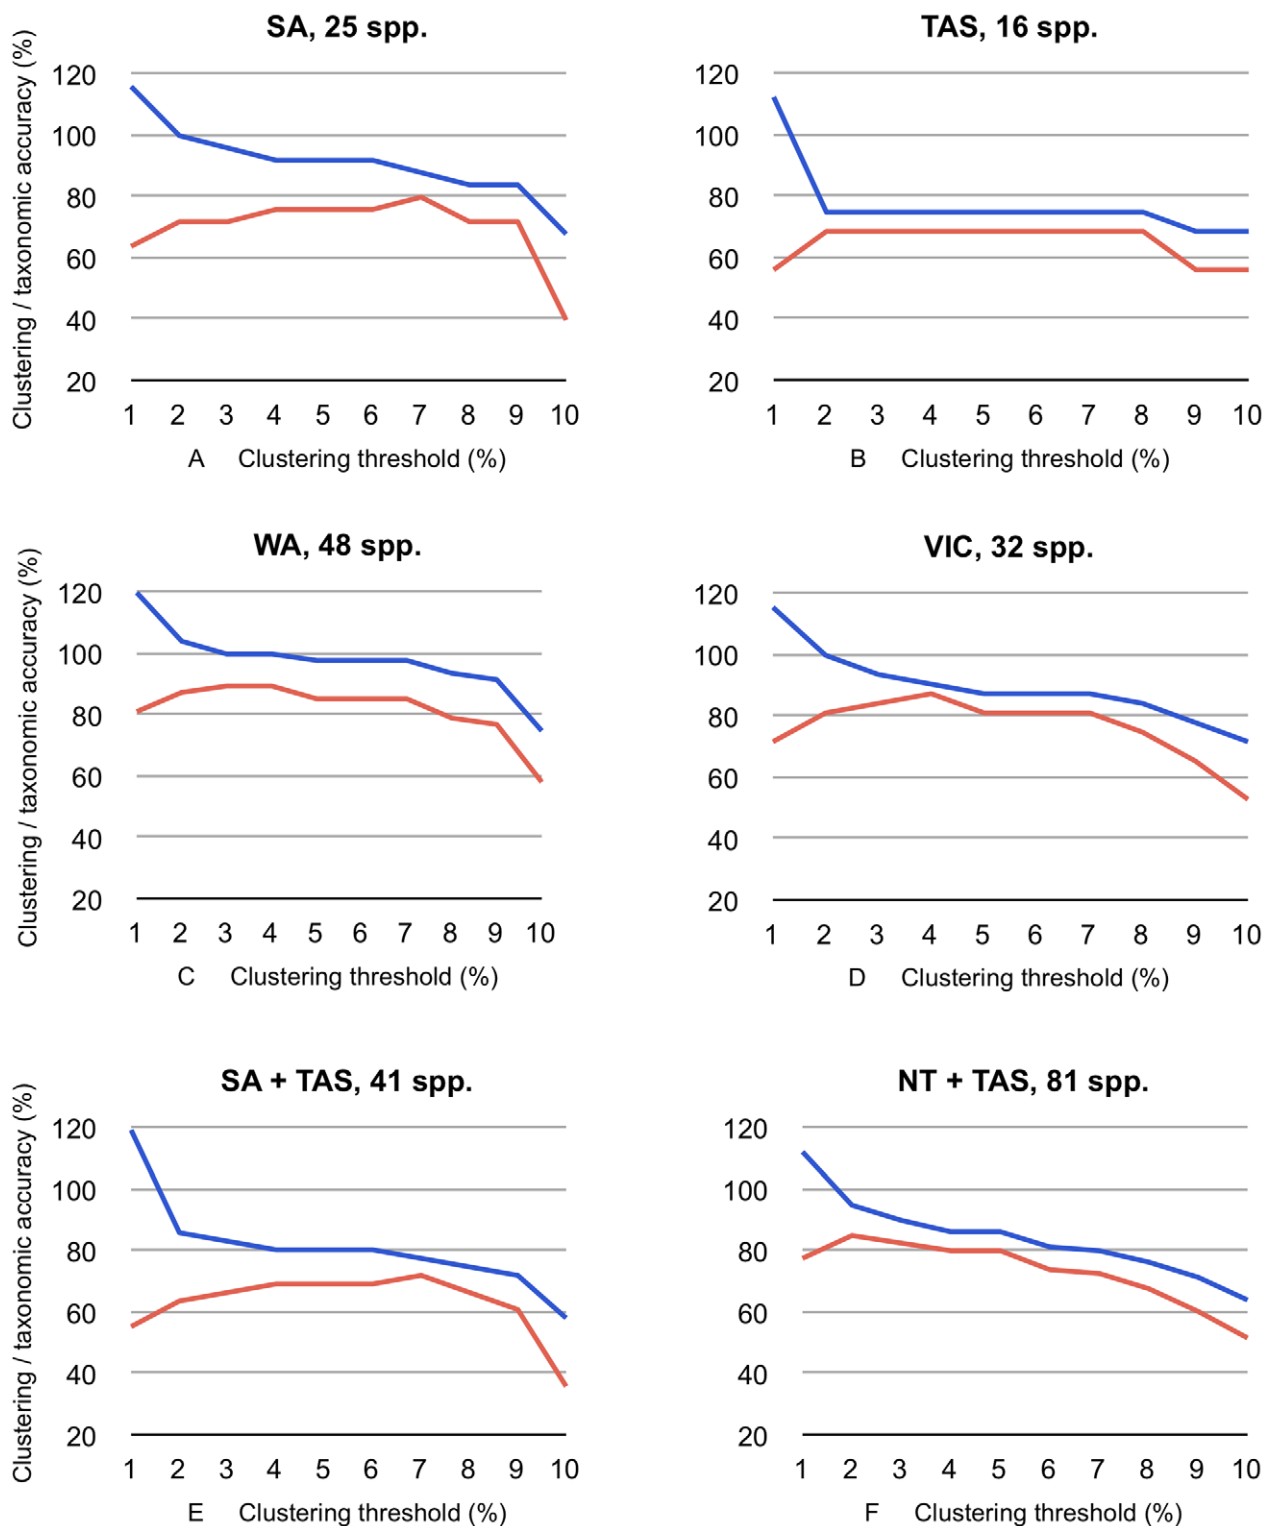 SA, 25 spp.
Clustering / taxonomic accuracy (%)
120
100
80
60
40
20
1 2 3 4 5 6 7 8 9 10
A Clustering threshold (%)
TAS, 16 spp.
120
100
80
60
40
20
1 2 3 4 5 6 7 8 9 10
B Clustering threshold (%)
WA, 48 spp.
Clustering / taxonomic accuracy (%)
120
100
80
60
40
20
1 2 3 4 5 6 7 8 9 10
C Clustering threshold (%)
VIC, 32 spp.
120
100
80
60
40
20
1 2 3 4 5 6 7 8 9 10
D Clustering threshold (%)
SA + TAS, 41 spp.
Clustering / taxonomic accuracy (%)
120
100
80
60
40
20
1 2 3 4 5 6 7 8 9 10
E Clustering threshold (%)
NT + TAS, 81 spp.
120
100
80
60
40
20
1 2 3 4 5 6 7 8 9 10
F Clustering threshold (%)